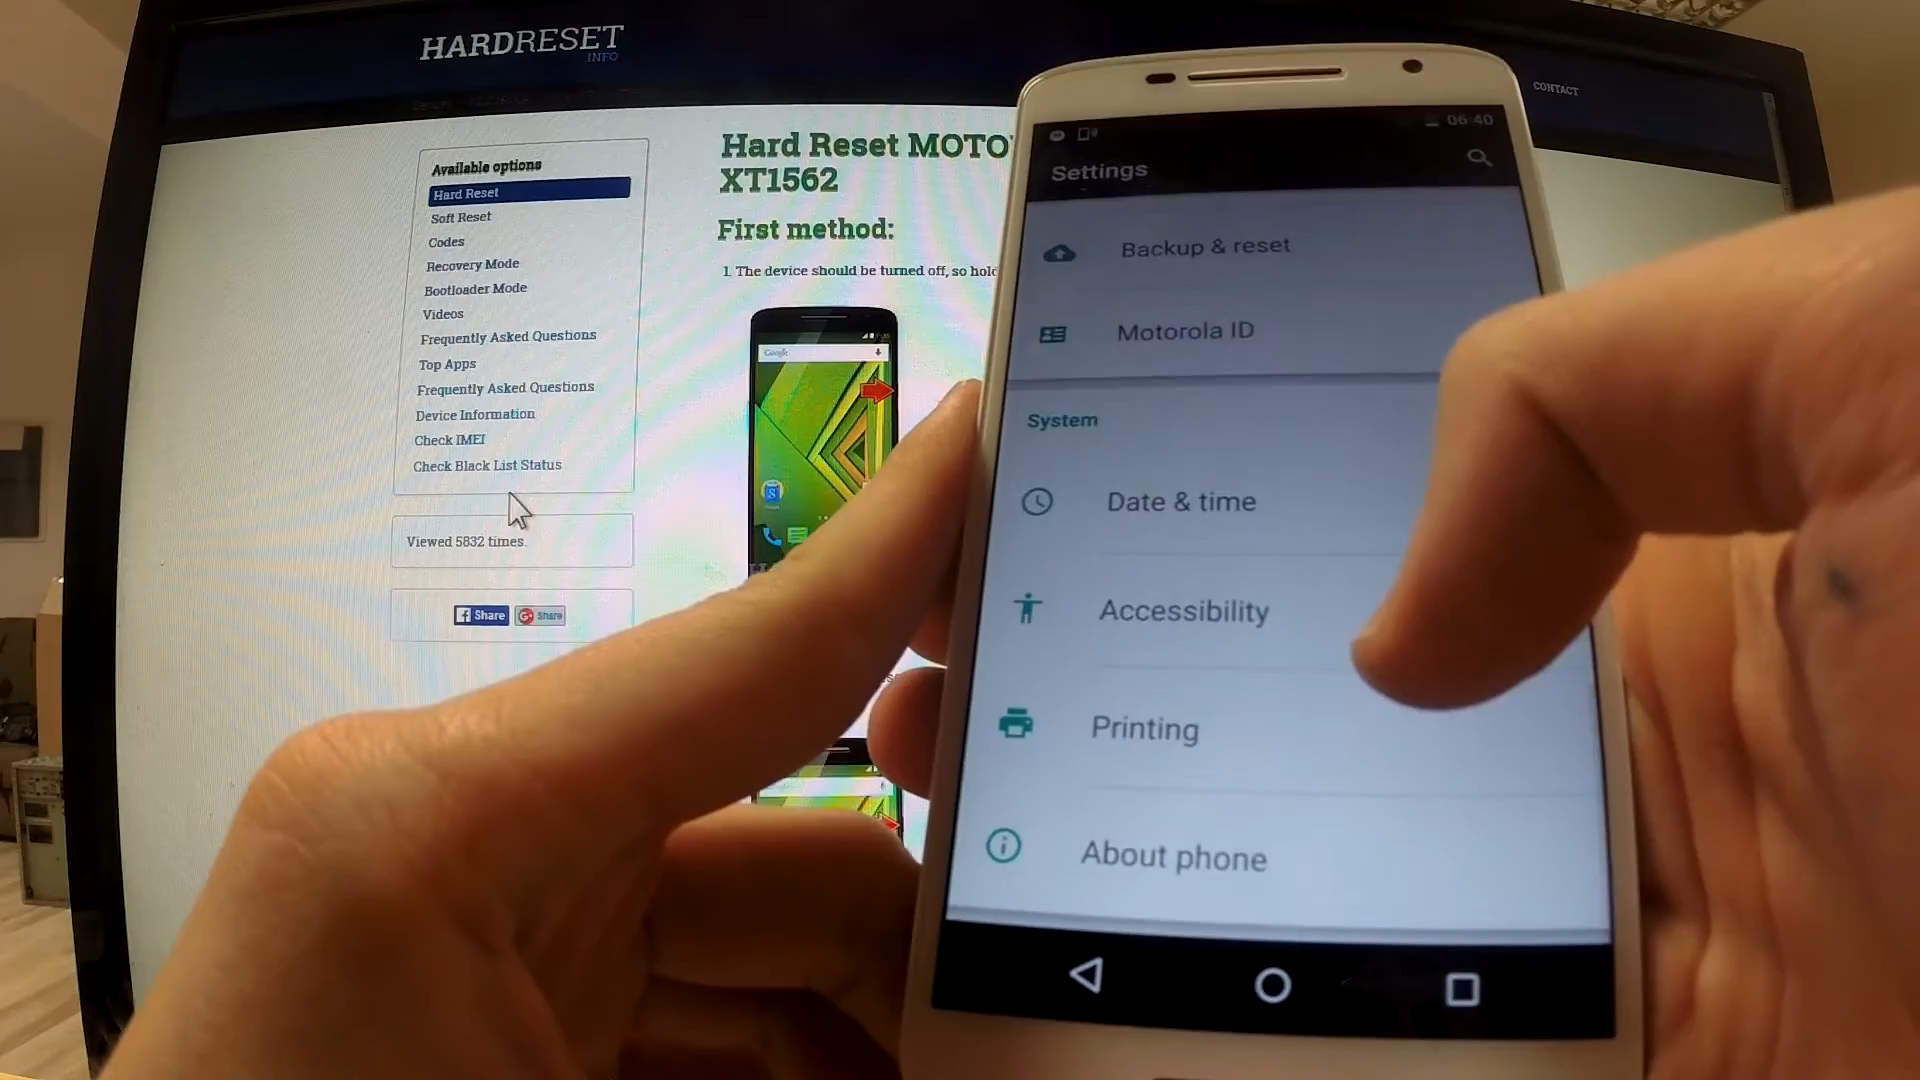 HARDRESET
INFO
CONTACT
Available options
Hard Reset
Soft Reset
Codes
Recovery Mode
Bootloader Mode
Videos
Frequently Asked Questions
Top Apps
Frequently Asked Questions
Device Information
Check IMEI
Check Black List Status
Viewed 5832 times.
Share
Share
Hard Reset MOTO
XT1562
First method:
1 The device should be turned off, so hold
Google
06:40
Settings
Backup & reset
Motorola ID
System
Date & time
Accessibility
Printing
About phone